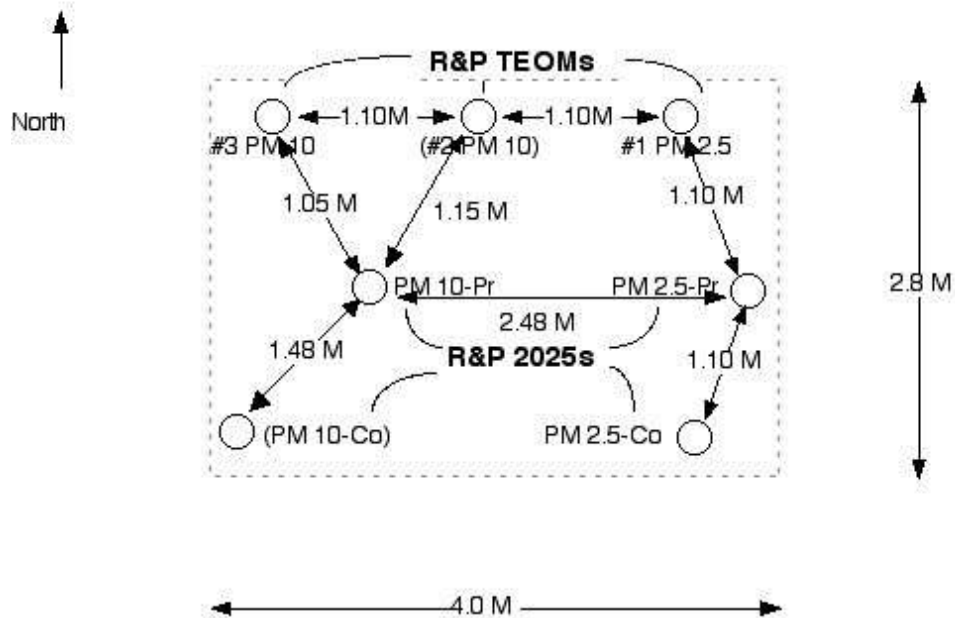 R&P TEOMs
North
1.10M
1.10M
#3 PM 10
(#2 PM 10)
#1 PM 2.5
1.05 M
1.15 M
1.10 M
PM 10-Pr
PM 2.5-Pr
2.8 M
2.48 M
1.48 M
R&P 2025s
1.10 M
(PM 10-Co)
PM 2.5-Co
4.0 M